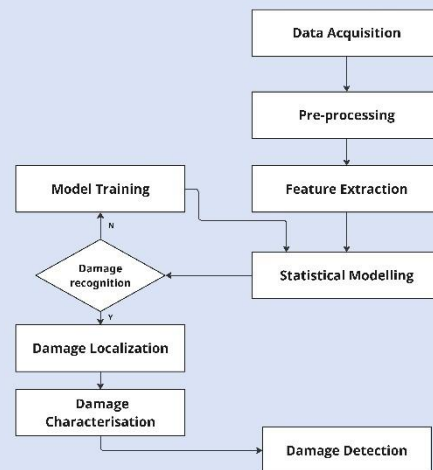 Data Acquisition
Pre-processing
Model Training
Feature Extraction
N
Damage
recognition
Statistical Modelling
Y
Damage Localization
Damage
Characterisation
Damage Detection